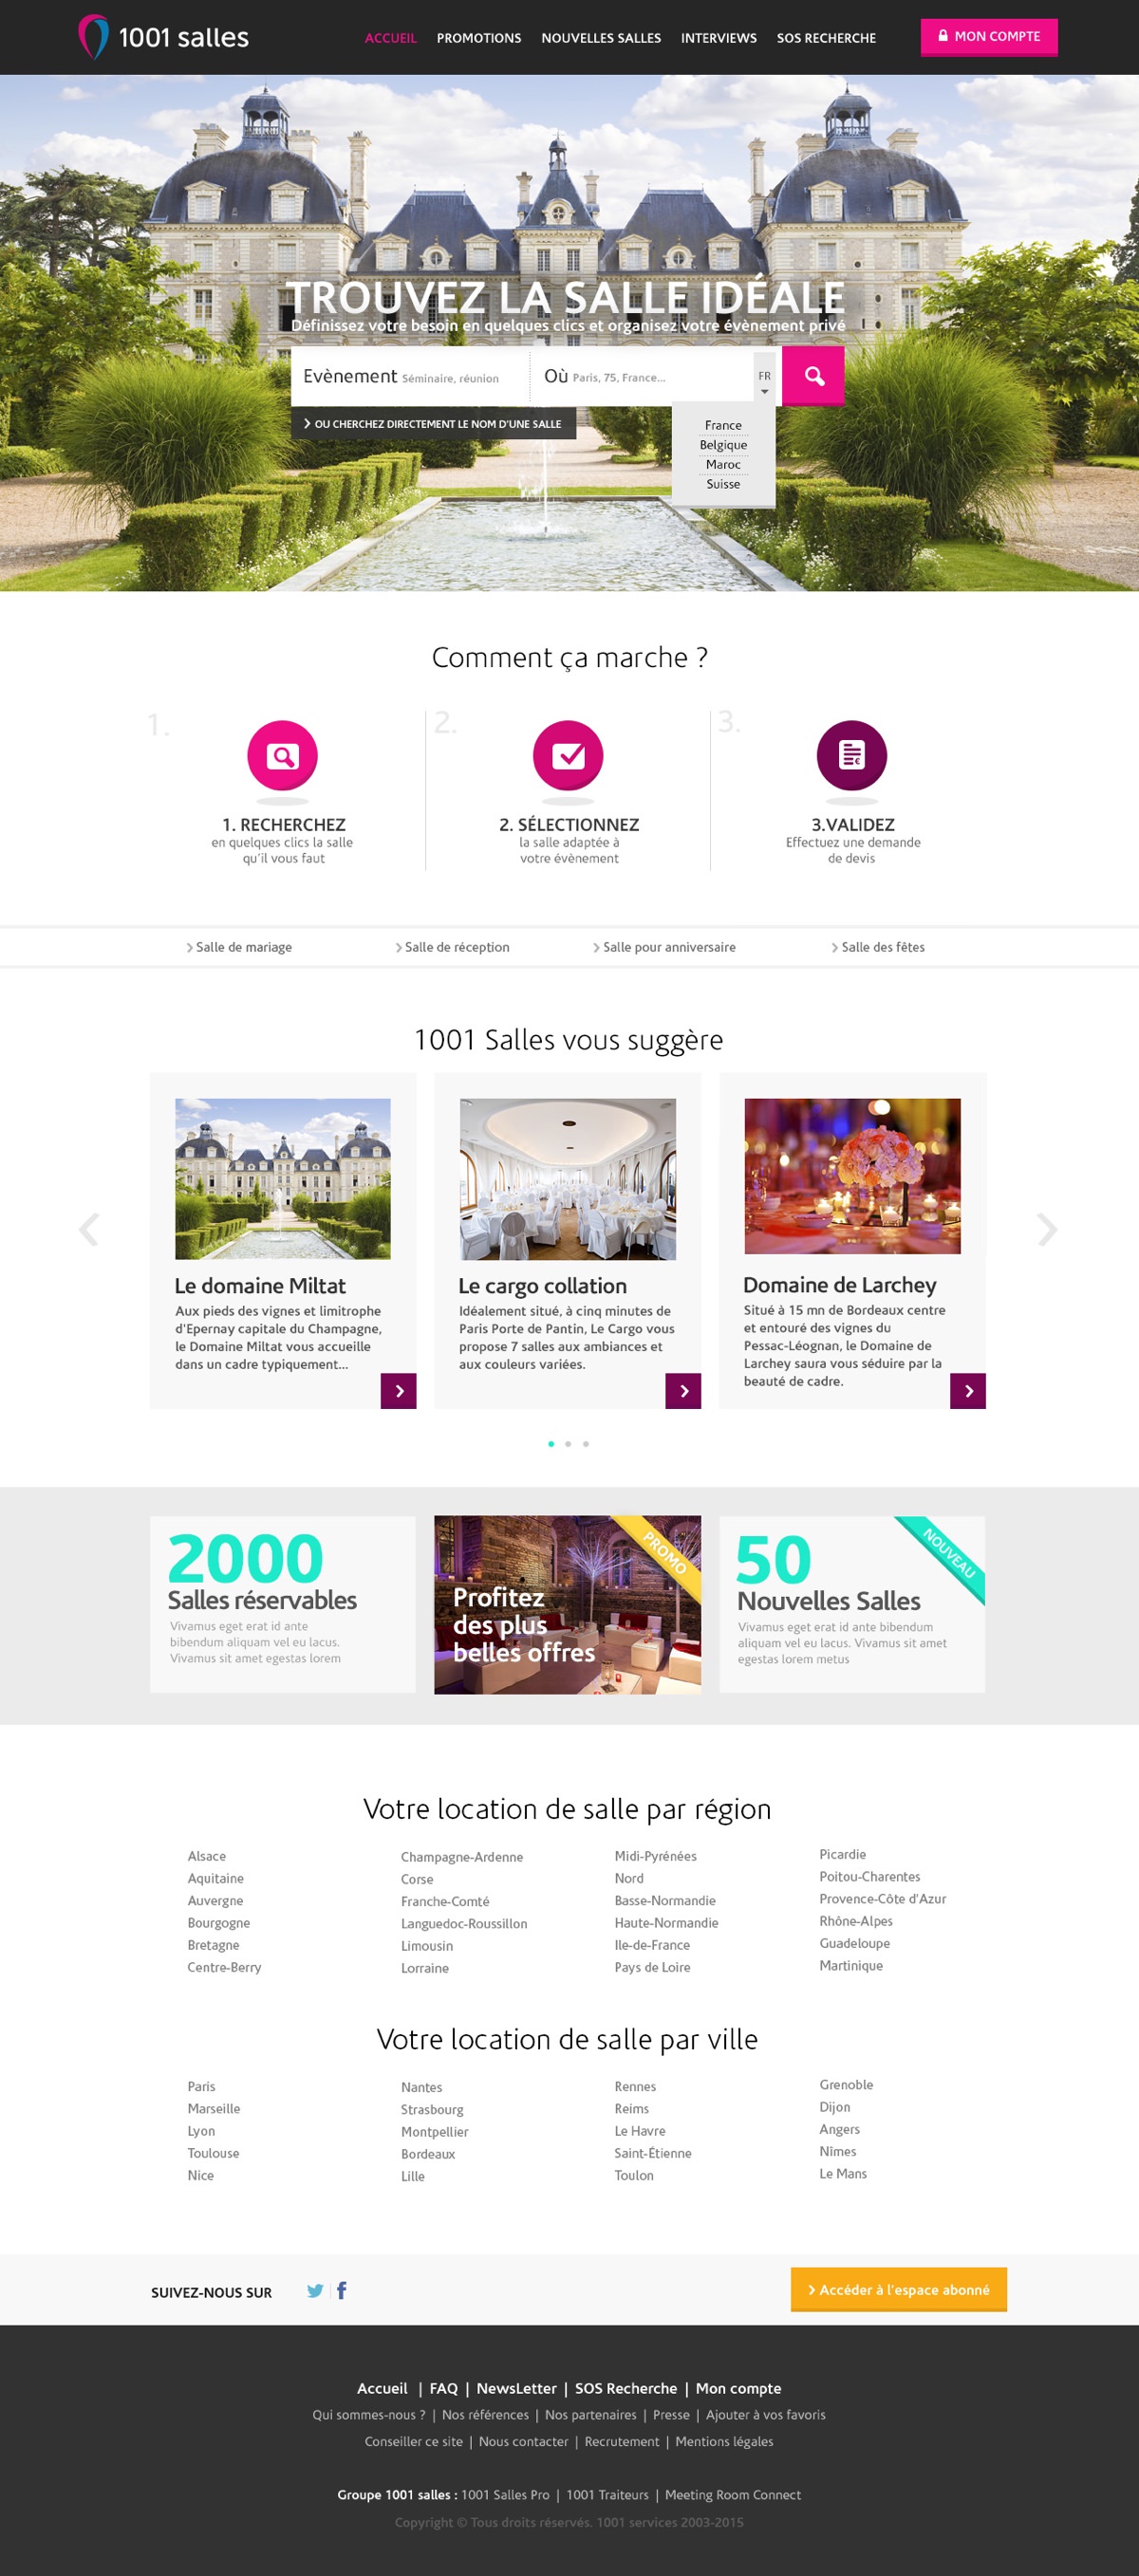 1001 salles
ACCUEIL PROMOTIONS NOUVELLES SALLES INTERVIEWS SOS RECHERCHE
MON COMPTE
TROUVEZ LA SALLE IDÉALE
Définissez votre besoin en quelques clics et organisez votre évènement privé
Evènement Séminaire, réunion
Où Paris, 75, France...
FR
OU CHERCHEZ DIRECTEMENT LE NOM D'UNE SALLE
France
Belgique
Maroc
Suisse
Comment ça marche ?
1.
1. RECHERCHEZ
en quelques clics la salle
qu'il vous faut
2.
2. SÉLECTIONNEZ
la salle adaptée à
votre évènement
3.
3.VALIDEZ
Effectuez une demande
de devis
Salle de mariage
Salle de réception
Salle pour anniversaire
Salle des fêtes
1001 Salles vous suggère
Le domaine Miltat
Aux pieds des vignes et limitrophe
d'Epernay capitale du Champagne,
le Domaine Miltat vous accueille
dans un cadre typiquement...
Le cargo collation
Idéalement situé, à cinq minutes de
Paris Porte de Pantin, Le Cargo vous
propose 7 salles aux ambiances et
aux couleurs variées.
Domaine de Larchey
Situé à 15 mn de Bordeaux centre
et entouré des vignes du
Pessac-Léognan, le Domaine de
Larchey saura vous séduire par la
beauté de cadre.
2000
Salles réservables
Vivamus eget erat id ante
bibendum aliquam vel eu lacus.
Vivamus sit amet egestas lorem
PROMO
Profitez
des plus
belles offres
NOUVEAU
50
Nouvelles Salles
Vivamus eget erat id ante bibendum
aliquam vel eu lacus. Vivamus sit amet
egestas lorem metus
Votre location de salle par région
Alsace
Aquitaine
Auvergne
Bourgogne
Bretagne
Centre-Berry
Champagne-Ardenne
Corse
Franche-Comté
Languedoc-Roussillon
Limousin
Lorraine
Midi-Pyrénées
Nord
Basse-Normandie
Haute-Normandie
Ile-de-France
Pays de Loire
Picardie
Poitou-Charentes
Provence-Côte d'Azur
Rhône-Alpes
Guadeloupe
Martinique
Votre location de salle par ville
Paris
Marseille
Lyon
Toulouse
Nice
Nantes
Strasbourg
Montpellier
Bordeaux
Lille
Rennes
Reims
Le Havre
Saint-Étienne
Toulon
Grenoble
Dijon
Angers
Nîmes
Le Mans
SUIVEZ-NOUS SUR
Accéder à l'espace abonné
Accueil | FAQ | NewsLetter | SOS Recherche | Mon compte
Qui sommes-nous ? | Nos références | Nos partenaires | Presse | Ajouter à vos favoris
Conseiller ce site | Nous contacter | Recrutement | Mentions légales
Groupe 1001 salles : 1001 Salles Pro | 1001 Traiteurs | Meeting Room Connect
Copyright © Tous droits réservés. 1001 services 2003-2015